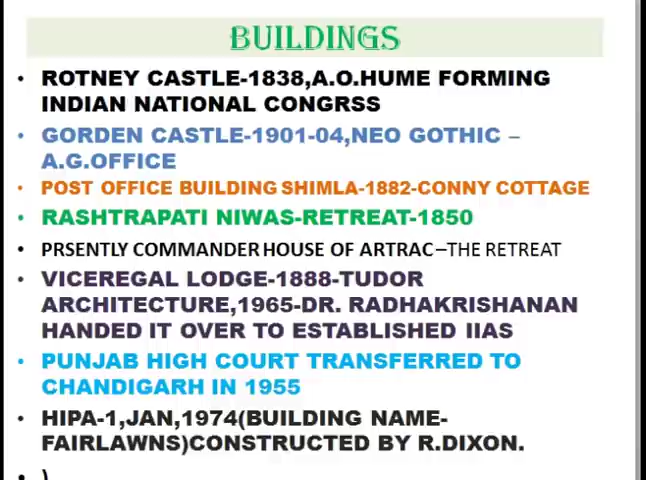 BUILDINGS
• ROTNEY CASTLE-1838,A.O.HUME FORMING
INDIAN NATIONAL CONGRSS
• GORDEN CASTLE-1901-04,NEO GOTHIC –
A.G.OFFICE
• POST OFFICE BUILDING SHIMLA-1882-CONNY COTTAGE
• RASHTRAPATI NIWAS-RETREAT-1850
• PRSENTLY COMMANDER HOUSE OF ARTRAC–THE RETREAT
• VICEREGAL LODGE-1888-TUDOR
ARCHITECTURE,1965-DR. RADHAKRISHANAN
HANDED IT OVER TO ESTABLISHED IIAS
• PUNJAB HIGH COURT TRANSFERRED TO
CHANDIGARH IN 1955
• HIPA-1,JAN,1974(BUILDING NAME-
FAIRLAWNS)CONSTRUCTED BY R.DIXON.
• )